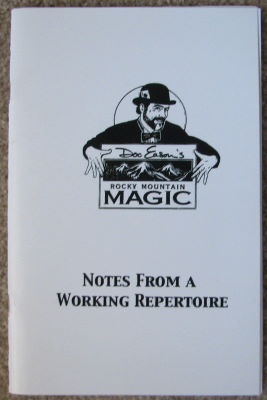 Doc Eason's
ROCKY MOUNTAIN
MAGIC
NOTES FROM A
WORKING REPERTOIRE